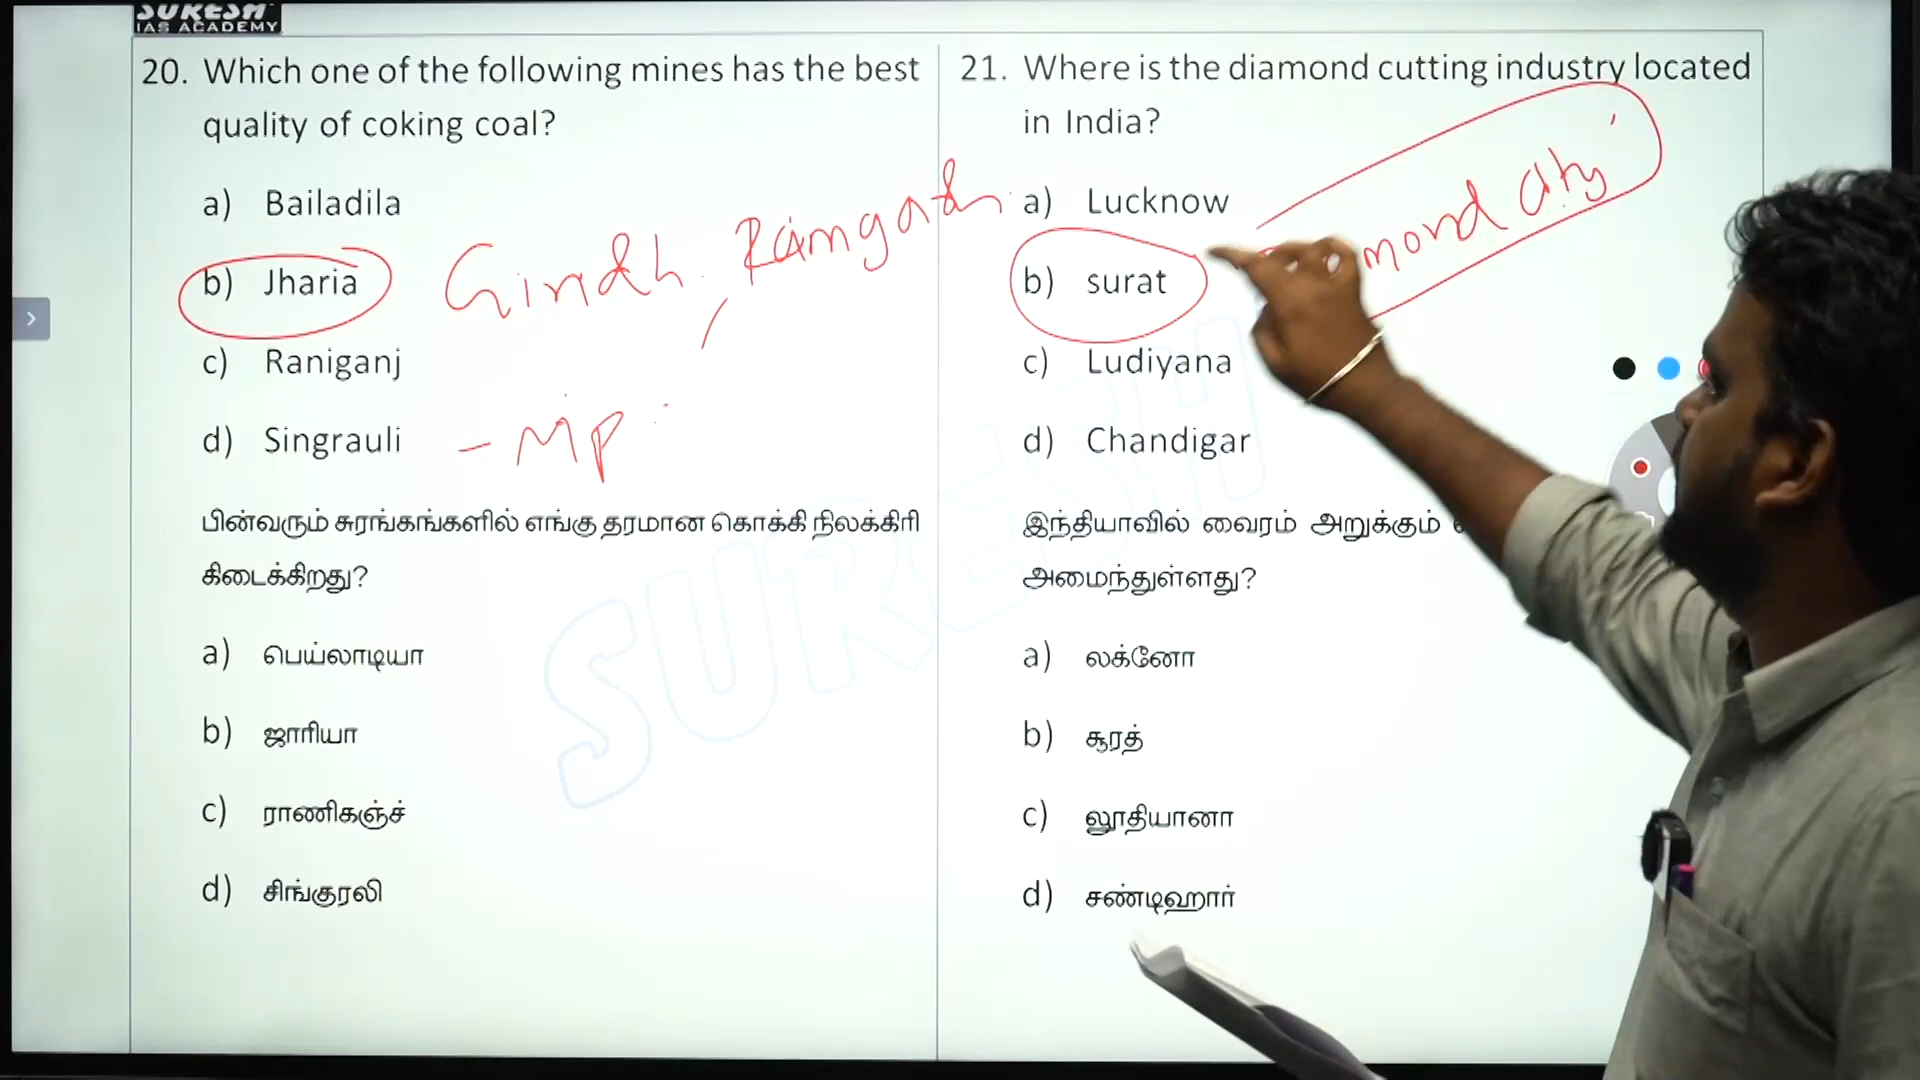 SURESH
IAS ACADEMY
20. Which one of the following mines has the best
quality of coking coal?
a) Bailadila
b) Jharia
Giridh, Ramgarh
c) Raniganj
d) Singrauli
- MP
பின்வரும் சுரங்கங்களில் எங்கு தரமான கொக்கி நிலக்கிரி
கிடைக்கிறது?
a) பெய்லாடியா
b) ஜாரியா
c) ராணிகஞ்ச்
d) சிங்குரலி
21. Where is the diamond cutting industry located
in India?
a) Lucknow
b) surat
mond City
c) Ludiyana
d) Chandigar
இந்தியாவில் வைரம் அறுக்கும்
அமைந்துள்ளது?
a) லக்னோ
b) சூரத்
c) லூதியானா
d) சண்டிஹார்
SURESH